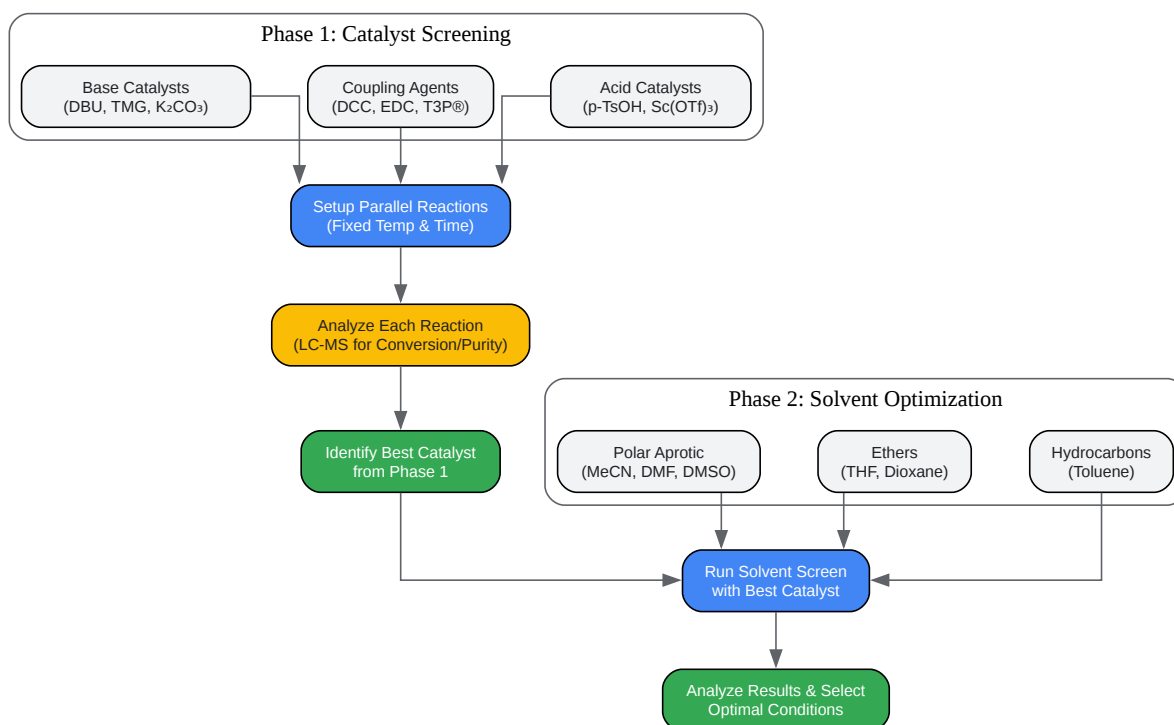 Phase 1: Catalyst Screening
Base Catalysts
(DBU, TMG, K₂CO₃)
Coupling Agents
(DCC, EDC, T3P®)
Acid Catalysts
(p-TsOH, Sc(OTf)₃)
Setup Parallel Reactions
(Fixed Temp & Time)
Analyze Each Reaction
(LC-MS for Conversion/Purity)
Identify Best Catalyst
from Phase 1
Phase 2: Solvent Optimization
Polar Aprotic
(MeCN, DMF, DMSO)
Ethers
(THF, Dioxane)
Hydrocarbons
(Toluene)
Run Solvent Screen
with Best Catalyst
Analyze Results & Select
Optimal Conditions